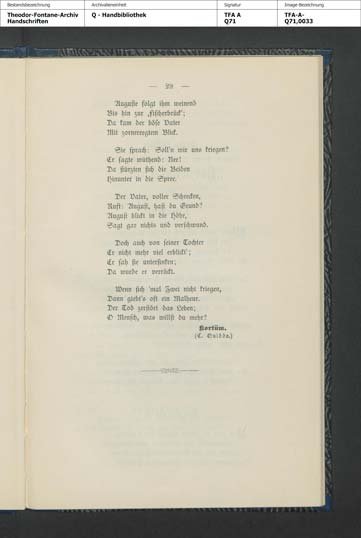 Bestandsbezeichnung
Archivalieneinheit
Signatur
Image Bezeichnung
Theodor-Fontane-Archiv
Handschriften
Q - Handbibliothek
TFA A
Q71
TFA-A-
Q71,0033
— 29 —
Auguste folgt ihm weinend
Bis hin zur „Fischerbrück';
Da kam der böse Vater
Mit zornerregtem Blick.
Sie sprach: Soll'n wir uns kriegen?
Er sagte wüthend: Nee!
Da stürzten sich die Beiden
Hinunter in die Spree.
Der Vater, voller Schrecken,
Ruft: August, hast du Grund?
August blickt in die Höhe,
Sagt gar nichts und verschwund.
Doch auch von seiner Tochter
Er nicht mehr viel erblickt';
Er sah sie untersinken;
Da wurde er verrückt.
Wenn sich 'mal Zwei nicht kriegen,
Dann giebt's oft ein Malheur.
Der Tod zerstört das Leben;
O Mensch, was willst du mehr?
Kortüm.
(C. Quidde.)